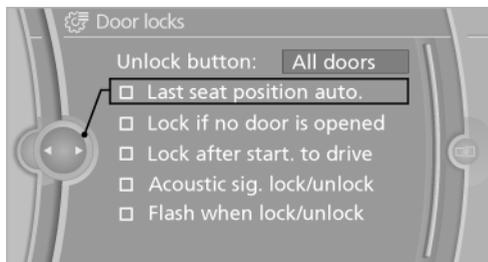 Door locks
Unlock button: All doors
Last seat position auto.
Lock if no door is opened
Lock after start. to drive
Acoustic sig. lock/unlock
Flash when lock/unlock